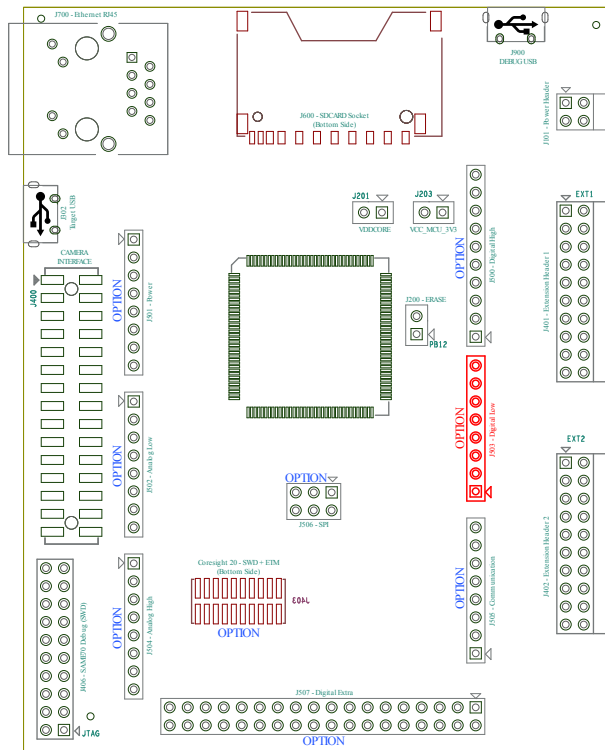 J700 - Ethernet RJ45
J900
DEBUG USB
J600 - SDCARD Socket
(Bottom Side)
J101 - Power Header
J302
Target USB
J201
VDDCORE
J203
VCC_MCU_3V3
OPTION
J500 - Digital High
EXT1
J401 - Extension Header 1
CAMERA
INTERFACE
J400
OPTION
J501 - Power
J200 - ERASE
PB12
OPTION
J503 - Digital Low
OPTION
J502 - Analog Low
EXT2
J402 - Extension Header 2
OPTION
J506 - SPI
OPTION
J505 - Communication
Coresight 20 - SWD + ETM
(Bottom Side)
J403
OPTION
OPTION
J504 - Analog High
J406 - SAME70 Debug (SWD)
JTAG
J507 - Digital Extra
OPTION